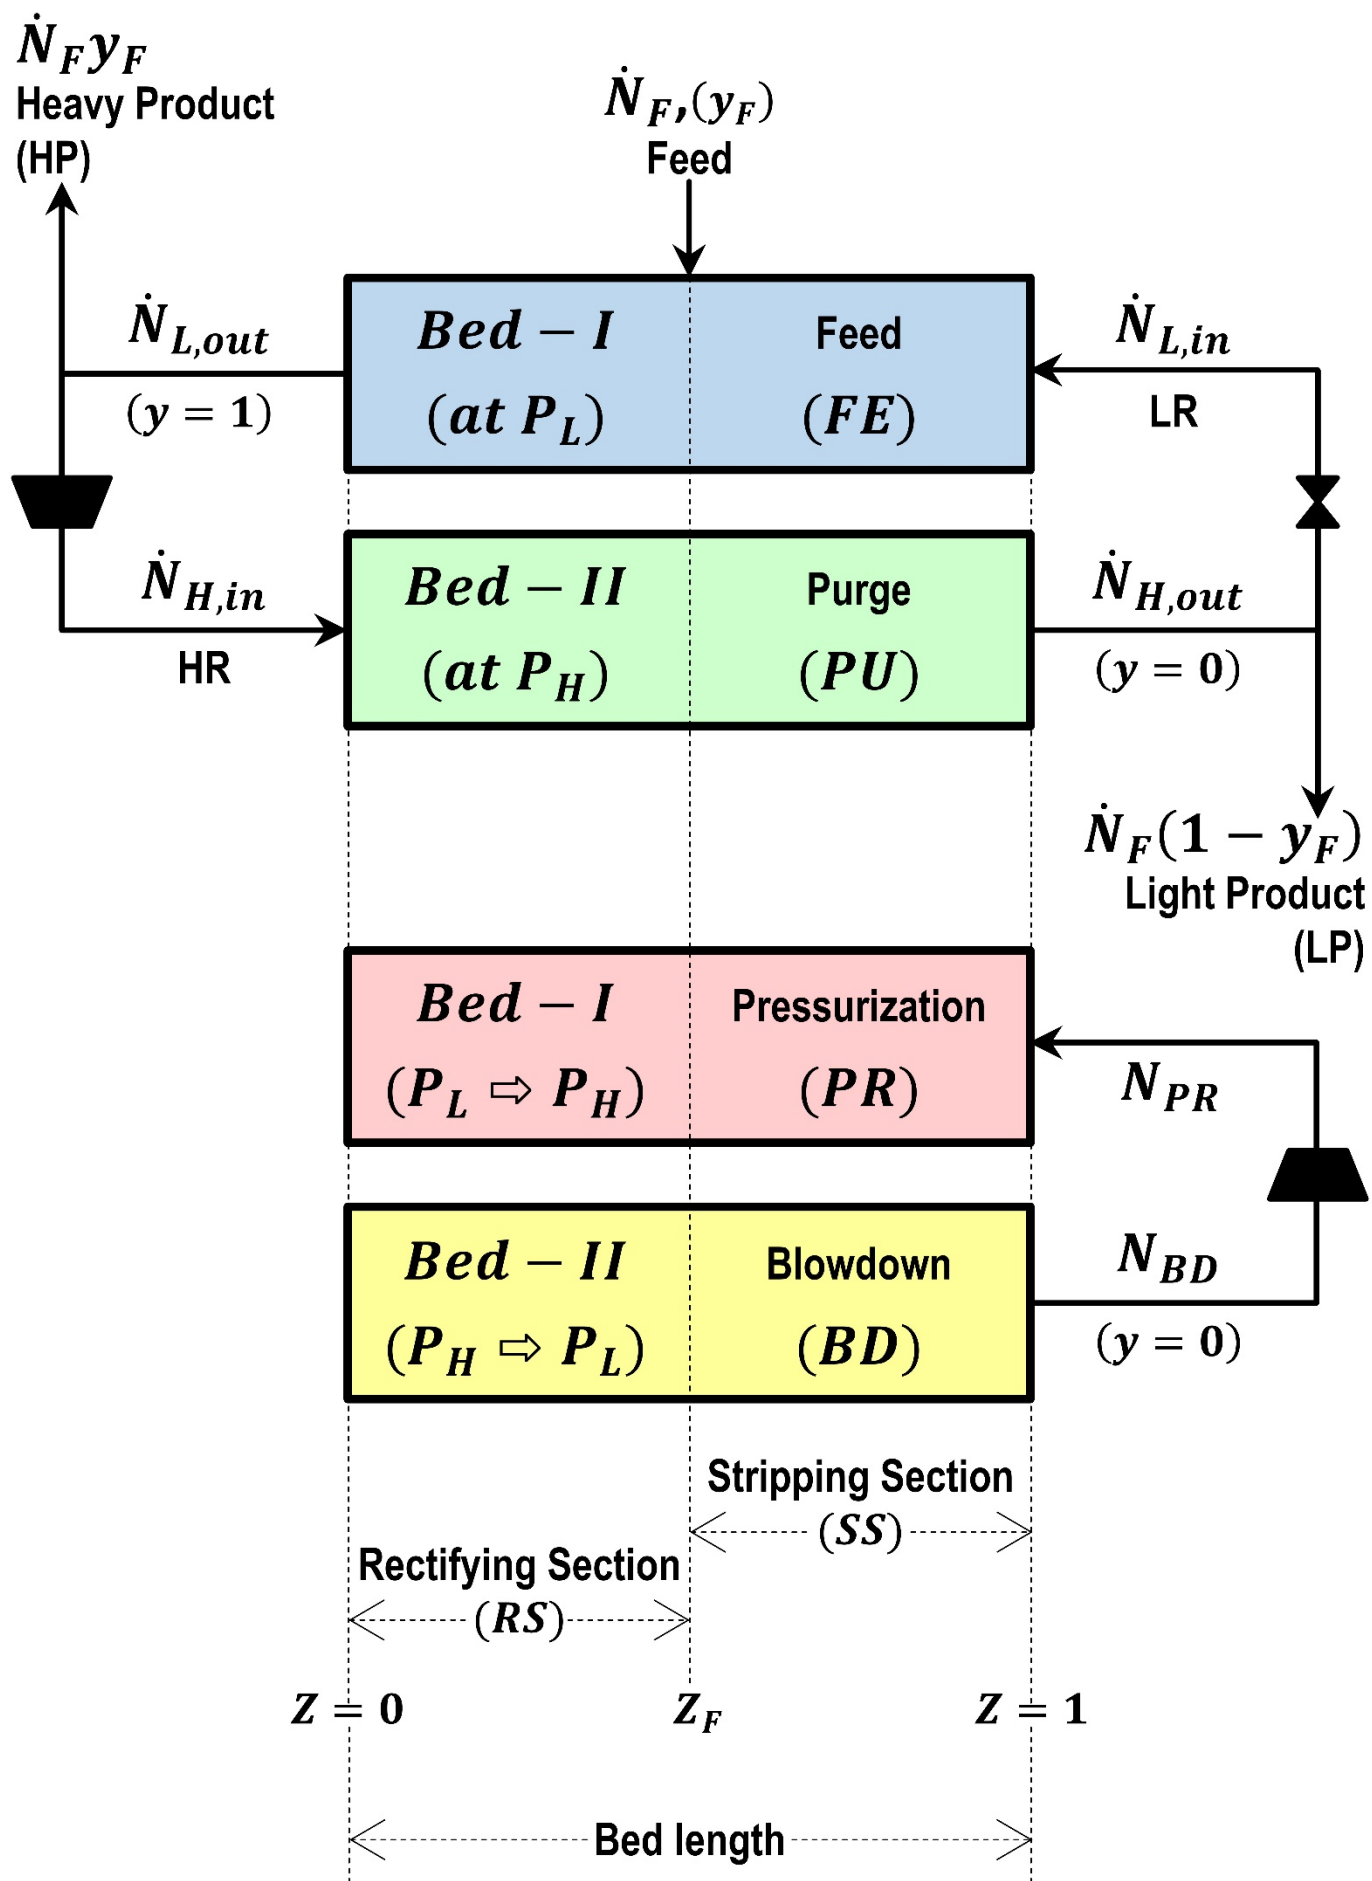 Ṅ_F y_F
Heavy Product
(HP)
Ṅ_F,(y_F)
Feed
Ṅ_L,out
(y = 1)
Bed − I
(at P_L)
Feed
(FE)
Ṅ_L,in
LR
Ṅ_H,in
HR
Bed − II
(at P_H)
Purge
(PU)
Ṅ_H,out
(y = 0)
Ṅ_F(1 − y_F)
Light Product
(LP)
Bed − I
(P_L ⇨ P_H)
Pressurization
(PR)
N_PR
Bed − II
(P_H ⇨ P_L)
Blowdown
(BD)
N_BD
(y = 0)
Stripping Section
(SS)
Rectifying Section
(RS)
Z = 0
Z_F
Z = 1
Bed length